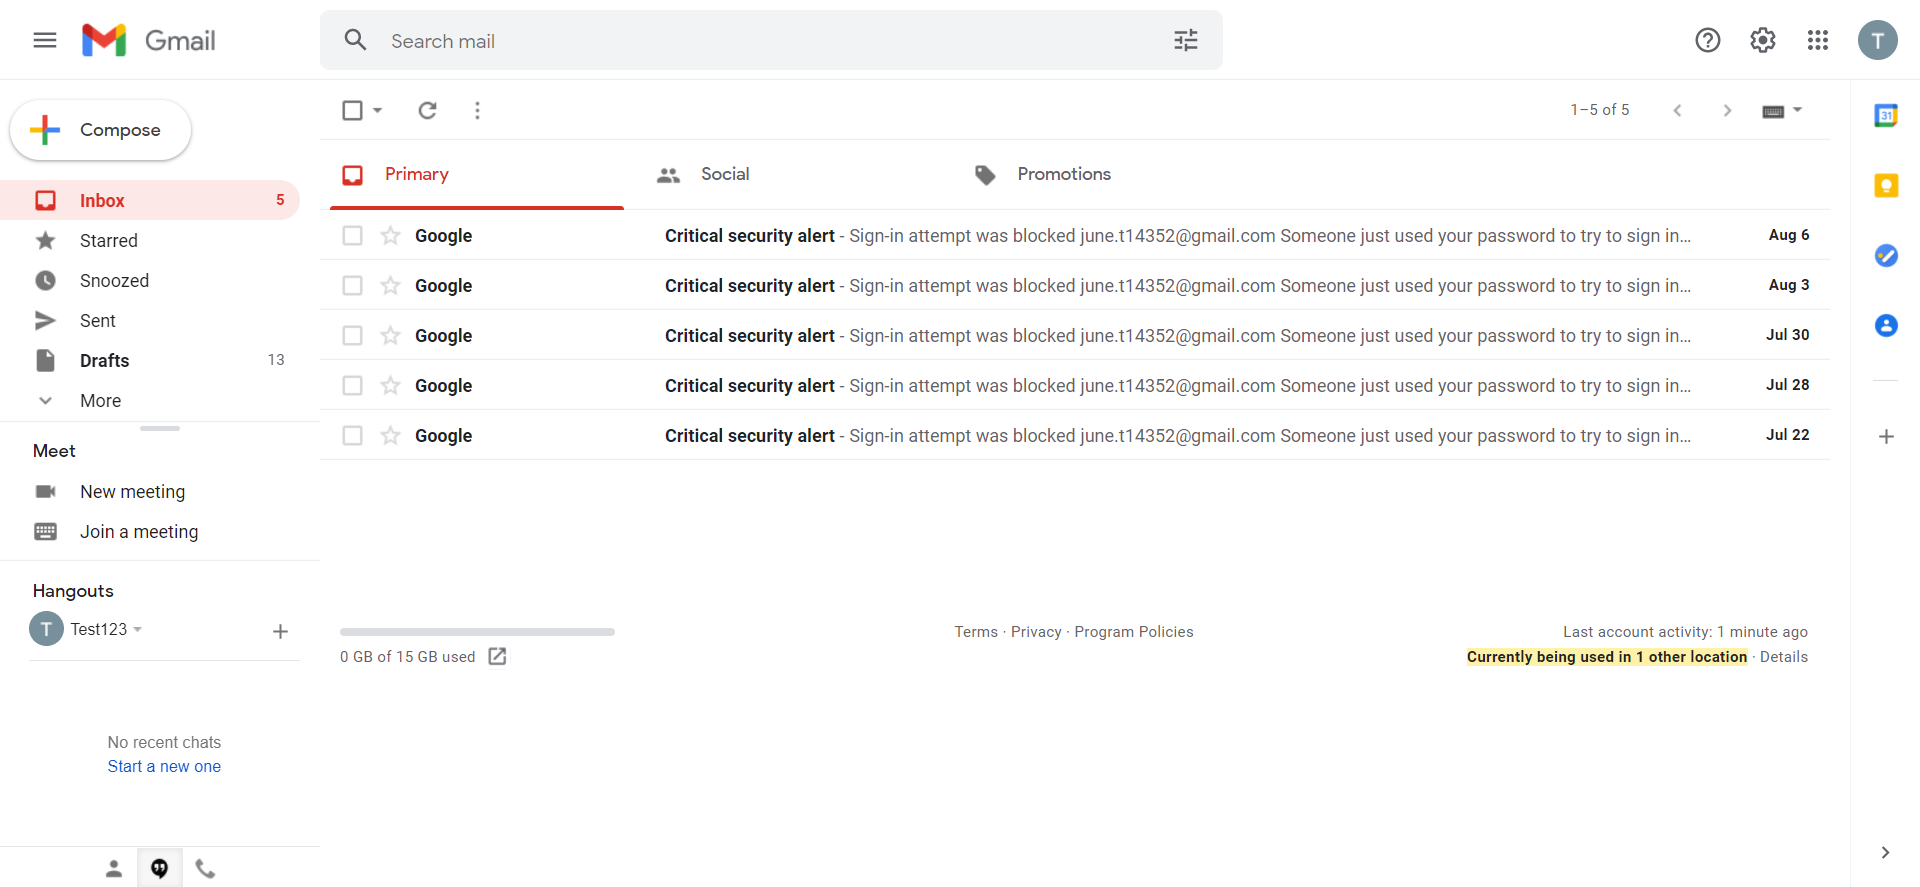 Gmail
Search mail
T
Compose
1–5 of 5
31
Primary
Social
Promotions
Inbox 5
Starred
Snoozed
Sent
Drafts 13
More
Google Critical security alert - Sign-in attempt was blocked june.t14352@gmail.com Someone just used your password to try to sign in… Aug 6
Google Critical security alert - Sign-in attempt was blocked june.t14352@gmail.com Someone just used your password to try to sign in… Aug 3
Google Critical security alert - Sign-in attempt was blocked june.t14352@gmail.com Someone just used your password to try to sign in… Jul 30
Google Critical security alert - Sign-in attempt was blocked june.t14352@gmail.com Someone just used your password to try to sign in… Jul 28
Google Critical security alert - Sign-in attempt was blocked june.t14352@gmail.com Someone just used your password to try to sign in… Jul 22
Meet
New meeting
Join a meeting
Hangouts
T Test123
No recent chats
Start a new one
0 GB of 15 GB used
Terms · Privacy · Program Policies
Last account activity: 1 minute ago
Currently being used in 1 other location · Details